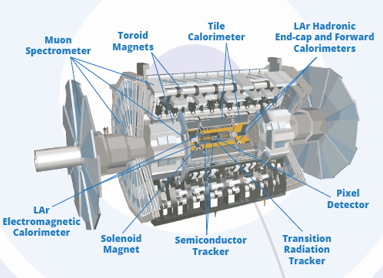 Muon
Spectrometer
Toroid
Magnets
Tile
Calorimeter
LAr Hadronic
End-cap and Forward
Calorimeters
LAr
Electromagnetic
Calorimeter
Solenoid
Magnet
Semiconductor
Tracker
Transition
Radiation
Tracker
Pixel
Detector